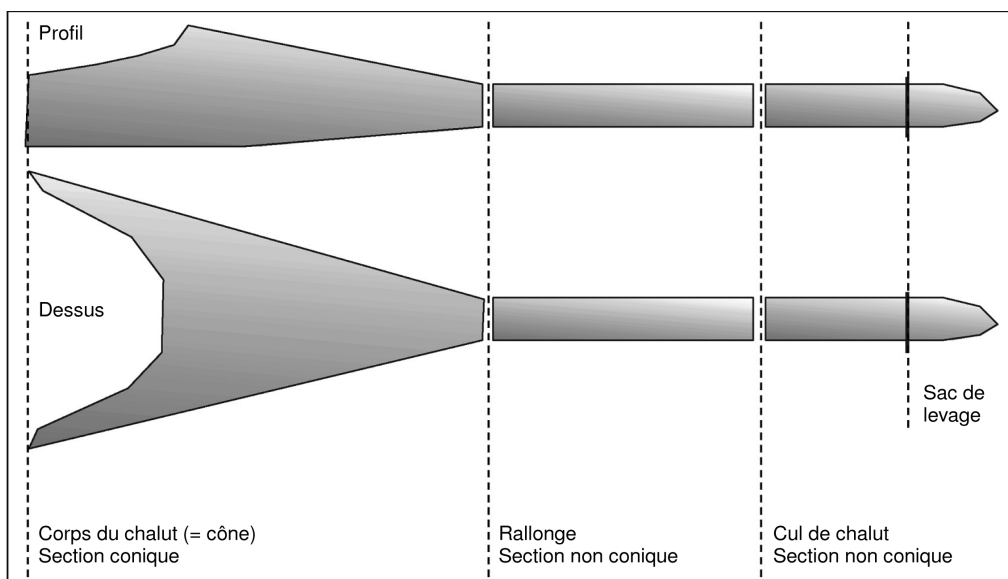 Profil
Dessus
Sac de
levage
Corps du chalut (= cône)
Section conique
Rallonge
Section non conique
Cul de chalut
Section non conique